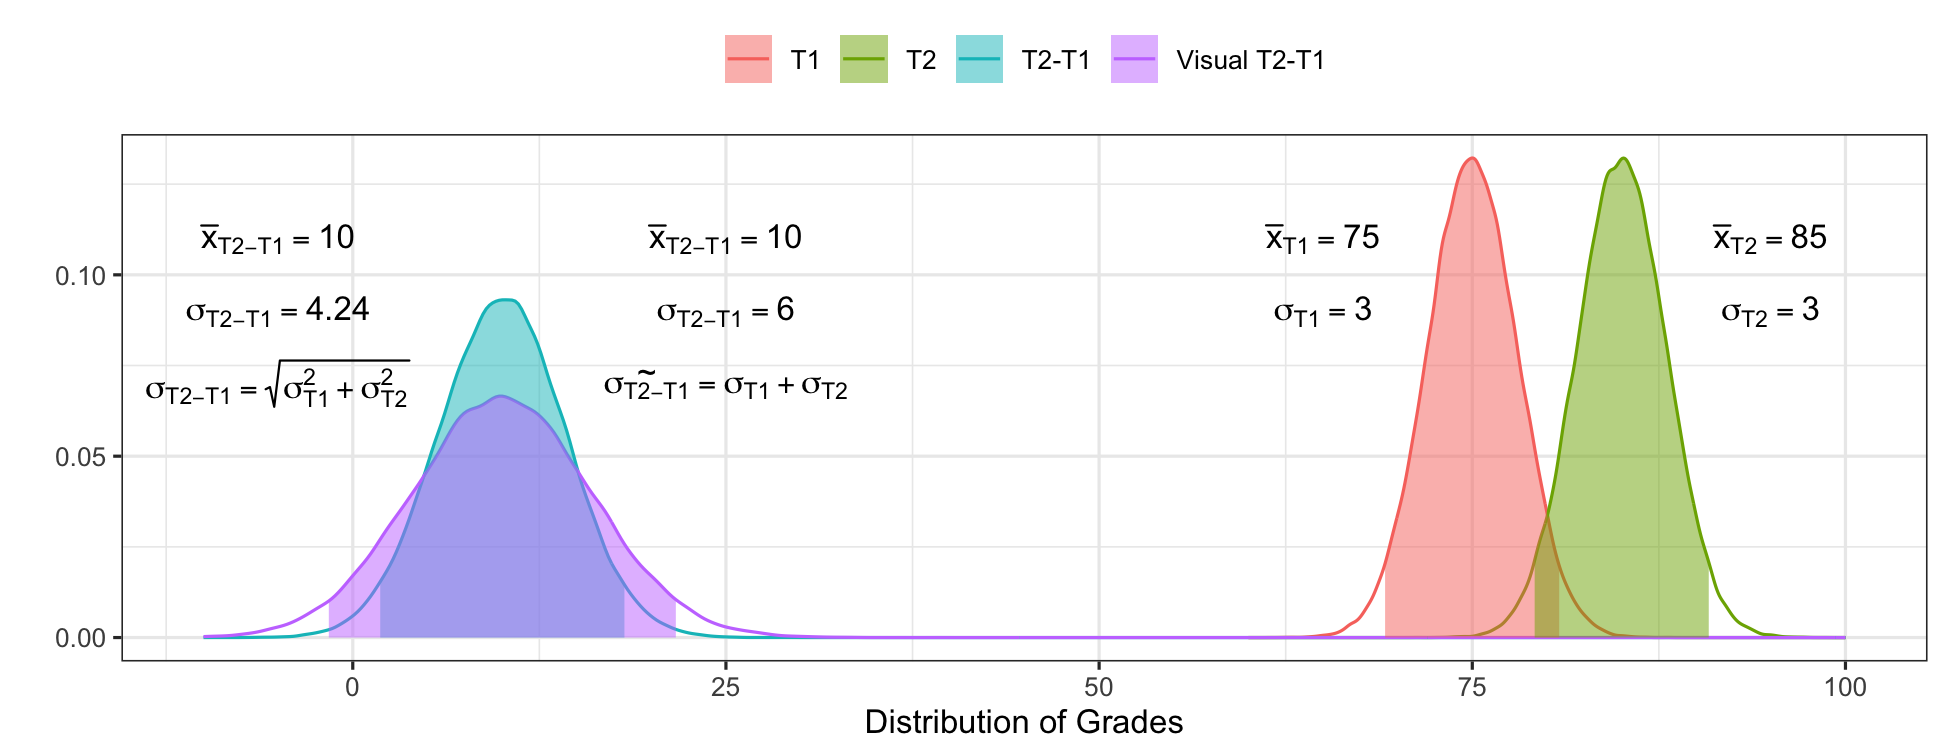 T1 T2 T2-T1 Visual T2-T1
x̄T2−T1 = 10 x̄T2−T1 = 10 x̄T1 = 75 x̄T2 = 85
0.10
σT2−T1 = 4.24 σT2−T1 = 6 σT1 = 3 σT2 = 3
σT2−T1 = √σ²T1 + σ²T2 σT2̃−T1 = σT1 + σT2
0.05
0.00
0 25 50 75 100
Distribution of Grades